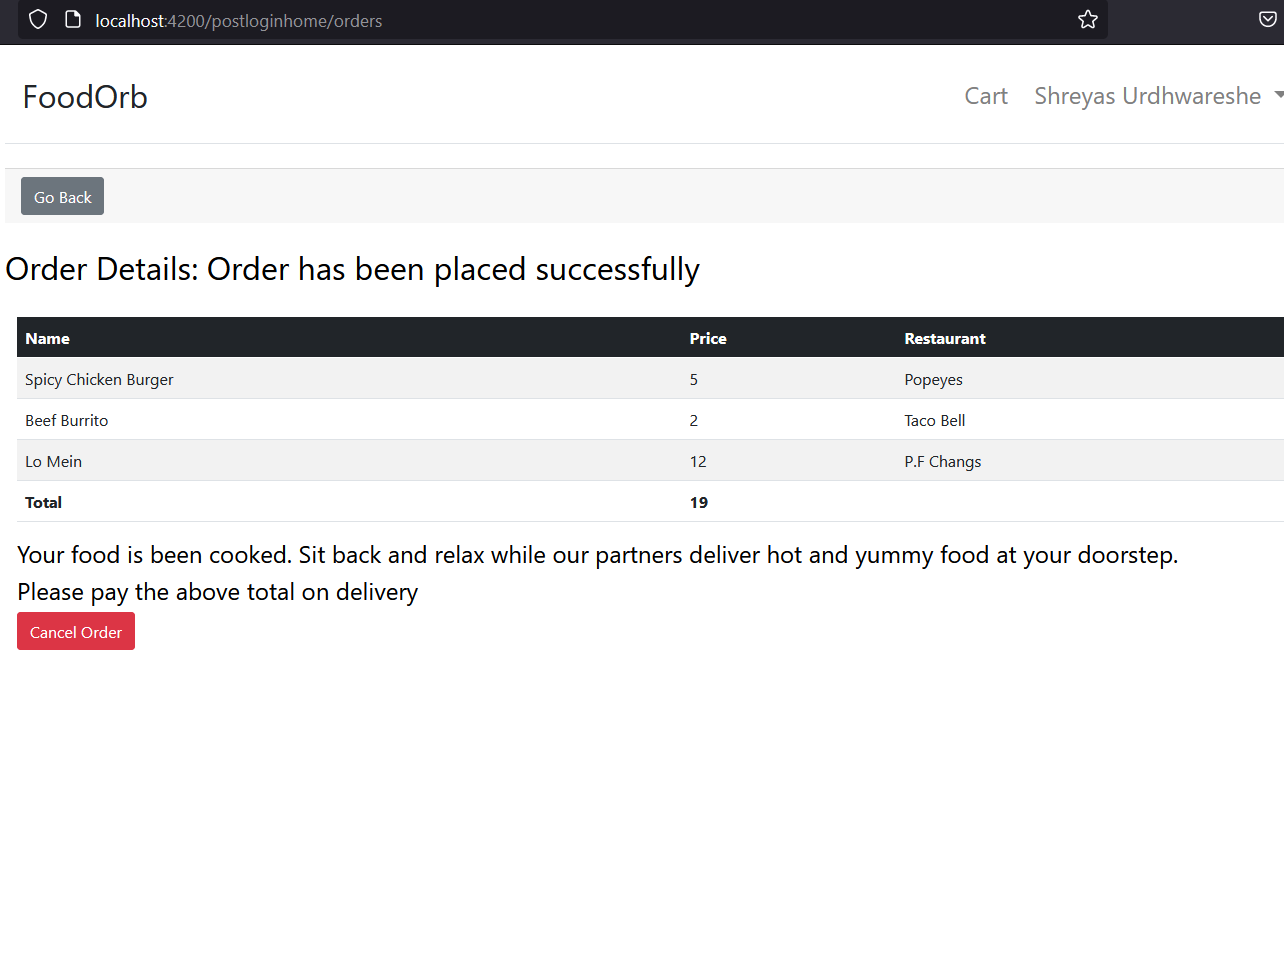 localhost:4200/postloginhome/orders
FoodOrb Cart Shreyas Urdhwareshe
Go Back
Order Details: Order has been placed successfully
Name Price Restaurant
Spicy Chicken Burger 5 Popeyes
Beef Burrito 2 Taco Bell
Lo Mein 12 P.F Changs
Total 19
Your food is been cooked. Sit back and relax while our partners deliver hot and yummy food at your doorstep.
Please pay the above total on delivery
Cancel Order